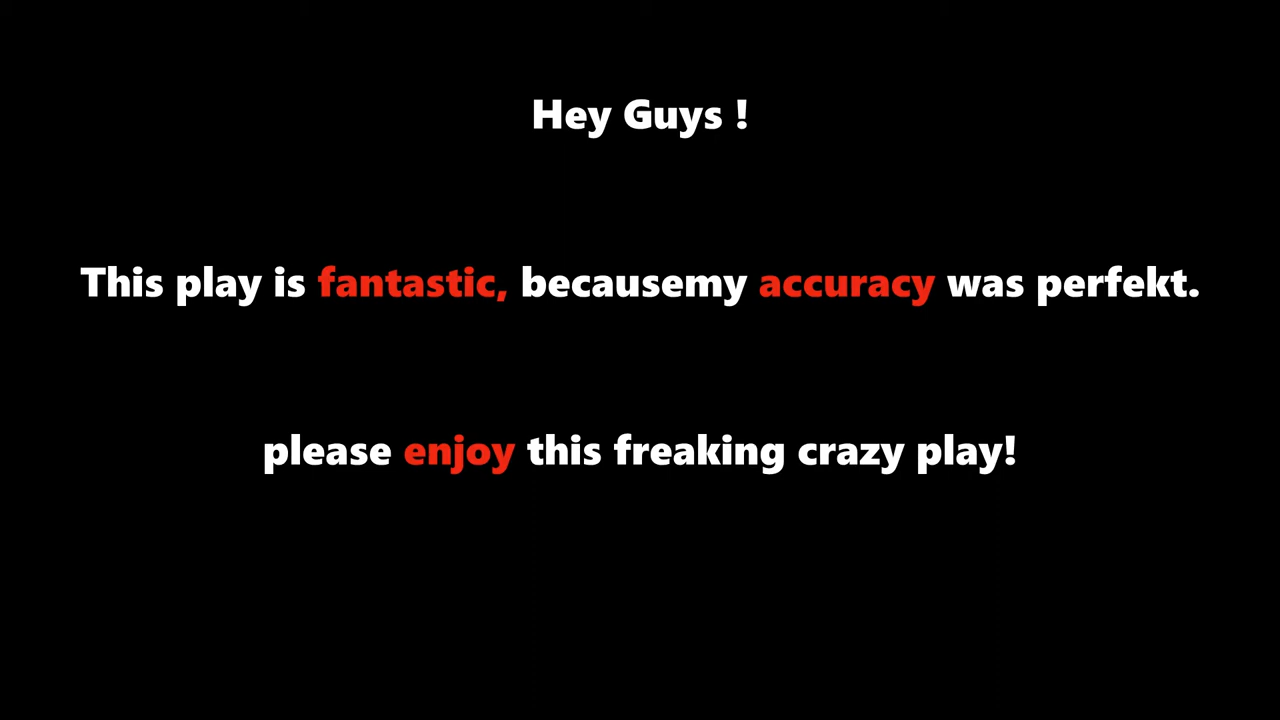 Hey Guys !
This play is fantastic, becausemy accuracy was perfekt.
please enjoy this freaking crazy play!